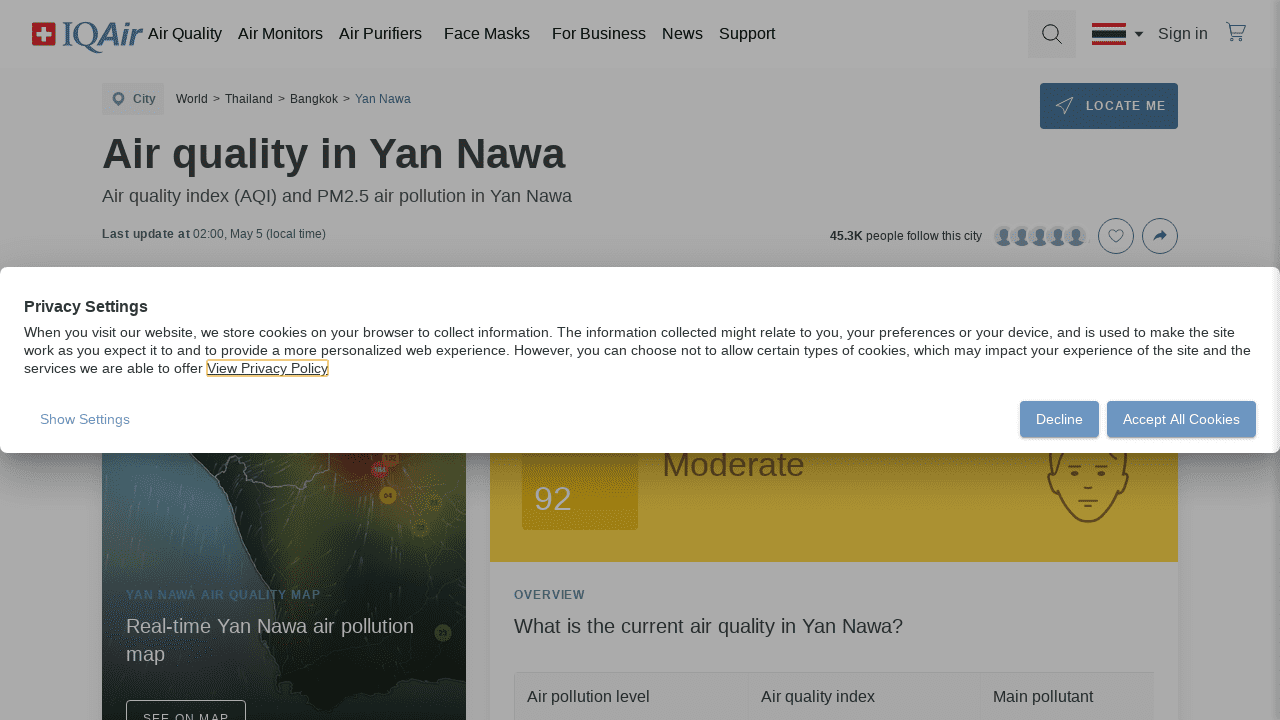 IQAir
Air Quality
Air Monitors
Air Purifiers
Face Masks
For Business
News
Support
Sign in
City
World > Thailand > Bangkok > Yan Nawa
LOCATE ME
Air quality in Yan Nawa
Air quality index (AQI) and PM2.5 air pollution in Yan Nawa
Last update at 02:00, May 5 (local time)
45.3K people follow this city
Privacy Settings
When you visit our website, we store cookies on your browser to collect information. The information collected might relate to you, your preferences or your device, and is used to make the site
work as you expect it to and to provide a more personalized web experience. However, you can choose not to allow certain types of cookies, which may impact your experience of the site and the
services we are able to offer View Privacy Policy
Show Settings
Decline
Accept All Cookies
Moderate
92
YAN NAWA AIR QUALITY MAP
Real-time Yan Nawa air pollution
map
SEE ON MAP
OVERVIEW
What is the current air quality in Yan Nawa?
Air pollution level
Air quality index
Main pollutant